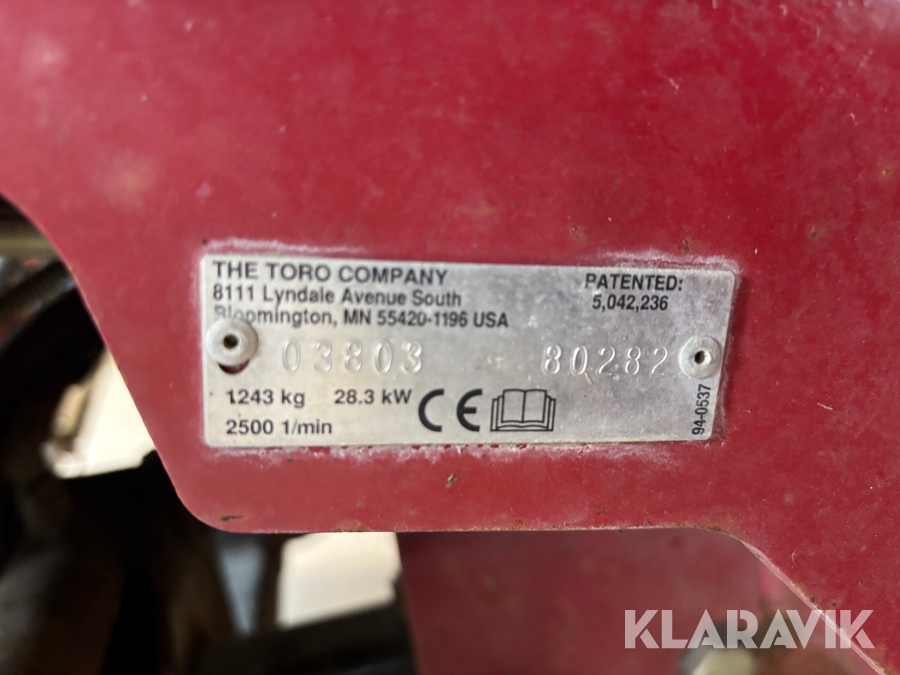 THE TORO COMPANY
8111 Lyndale Avenue South
Bloomington, MN 55420-1196 USA
PATENTED:
5,042,236
03803 80282
1243 kg 28.3 kW
2500 1/min
CE
94-0537
KLARAVIK